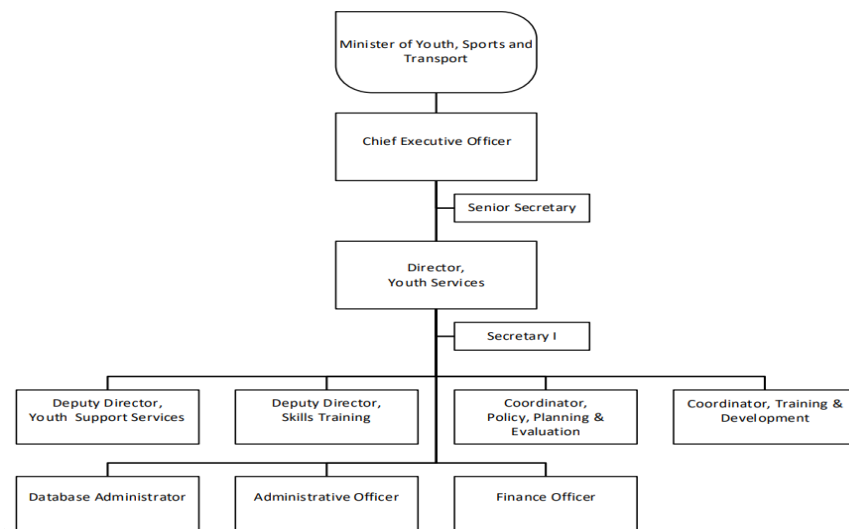 Minister of Youth, Sports and
Transport
Chief Executive Officer
Senior Secretary
Director,
Youth Services
Secretary I
Deputy Director,
Youth Support Services
Deputy Director,
Skills Training
Coordinator,
Policy, Planning &
Evaluation
Coordinator, Training &
Development
Database Administrator
Administrative Officer
Finance Officer